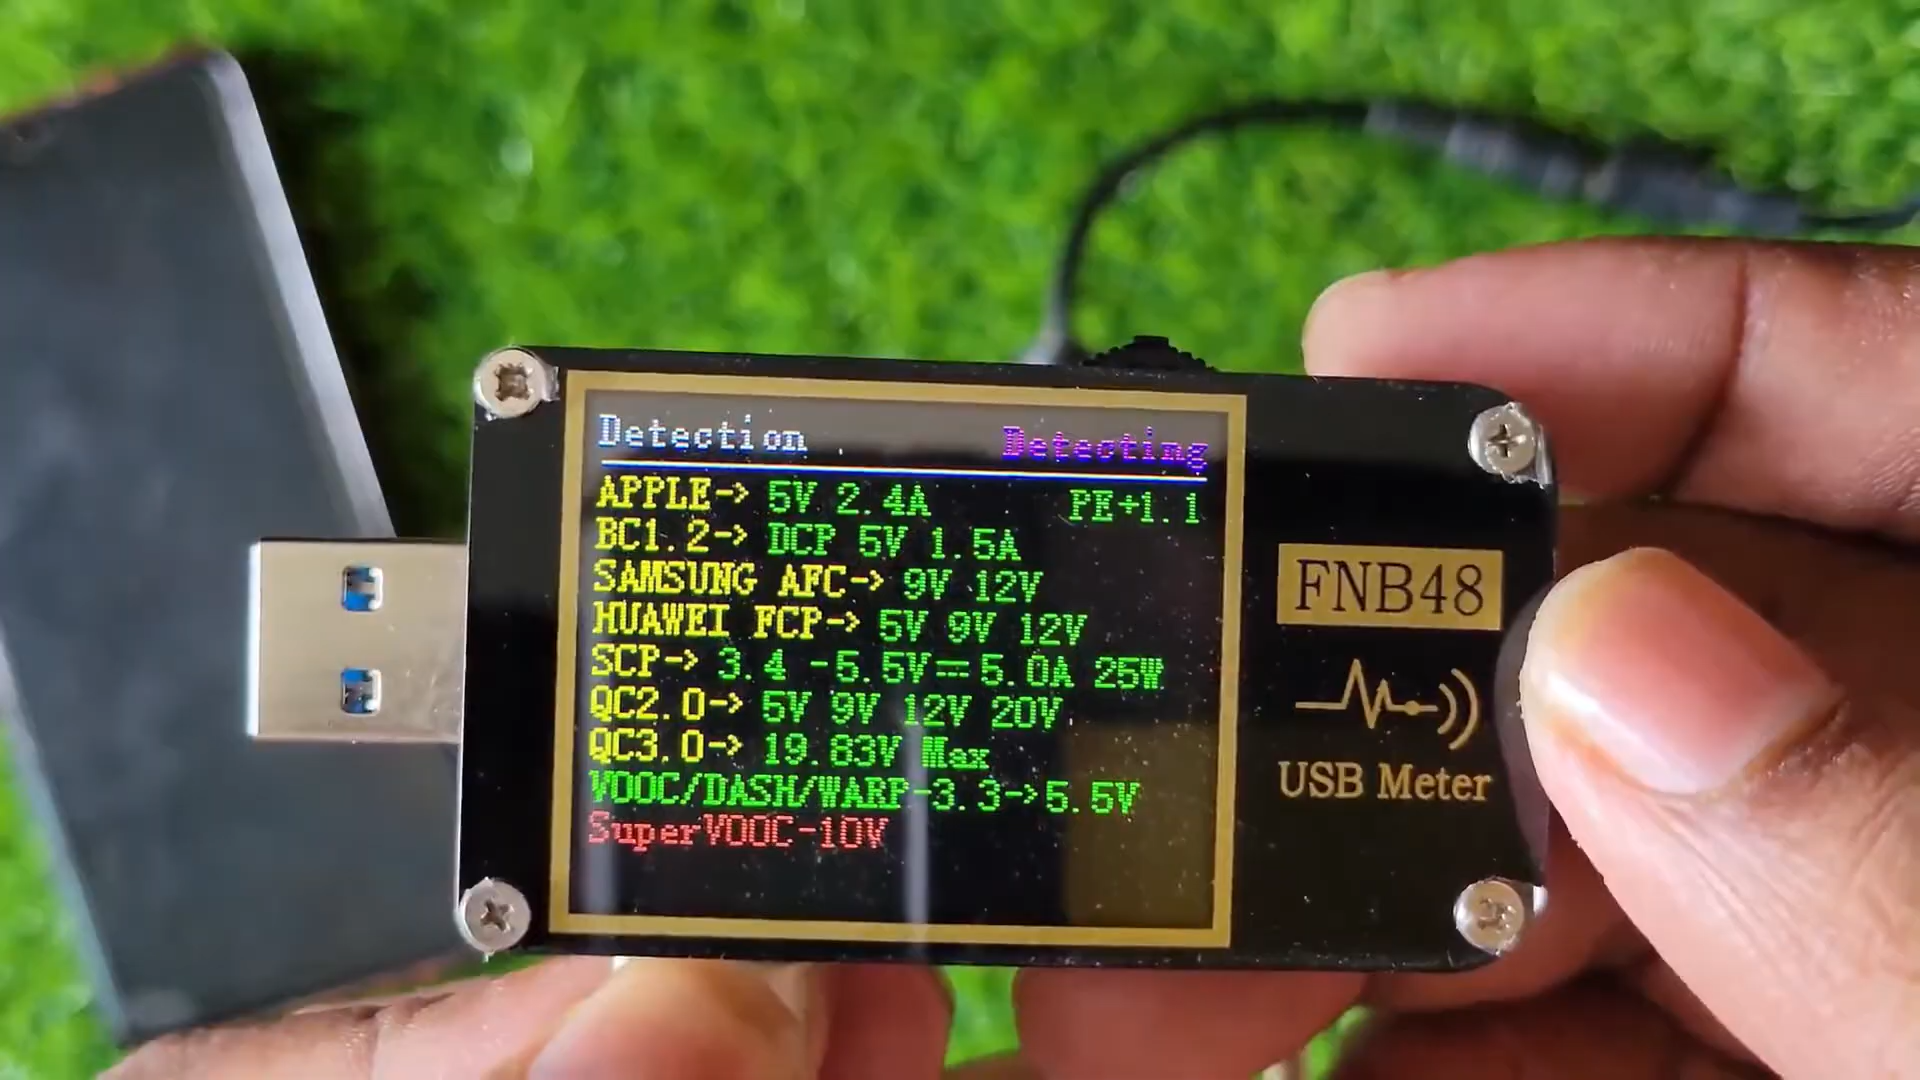 Detection Detecting
APPLE-> 5V 2.4A PE+1.1
BC1.2-> DCP 5V 1.5A
SAMSUNG AFC-> 9V 12V
HUAWEI FCP-> 5V 9V 12V
SCP-> 3.4 -5.5V=5.0A 25W
QC2.0-> 5V 9V 12V 20V
QC3.0-> 19.83V Max
VOOC/DASH/WARP-3.3->5.5V
SuperVOOC-10V
FNB48
USB Meter